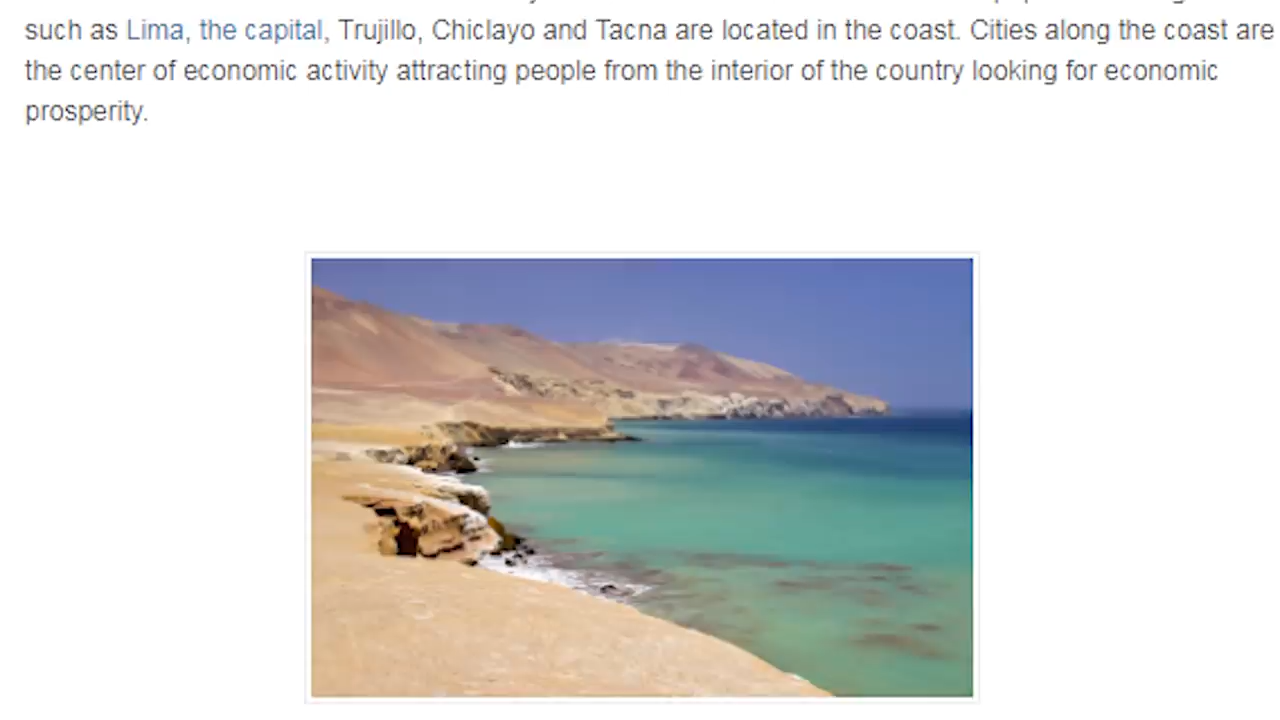 such as Lima, the capital, Trujillo, Chiclayo and Tacna are located in the coast. Cities along the coast are
the center of economic activity attracting people from the interior of the country looking for economic
prosperity.